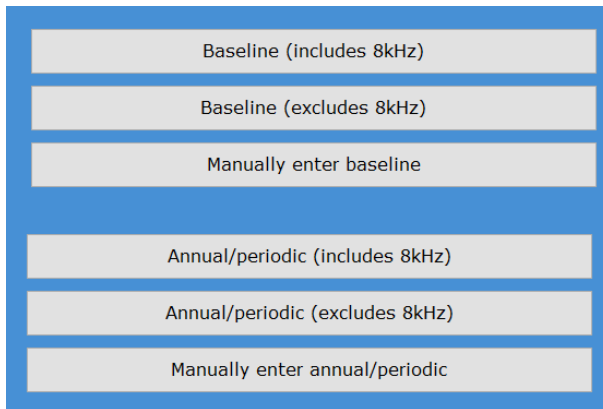 Baseline (includes 8kHz)
Baseline (excludes 8kHz)
Manually enter baseline
Annual/periodic (includes 8kHz)
Annual/periodic (excludes 8kHz)
Manually enter annual/periodic